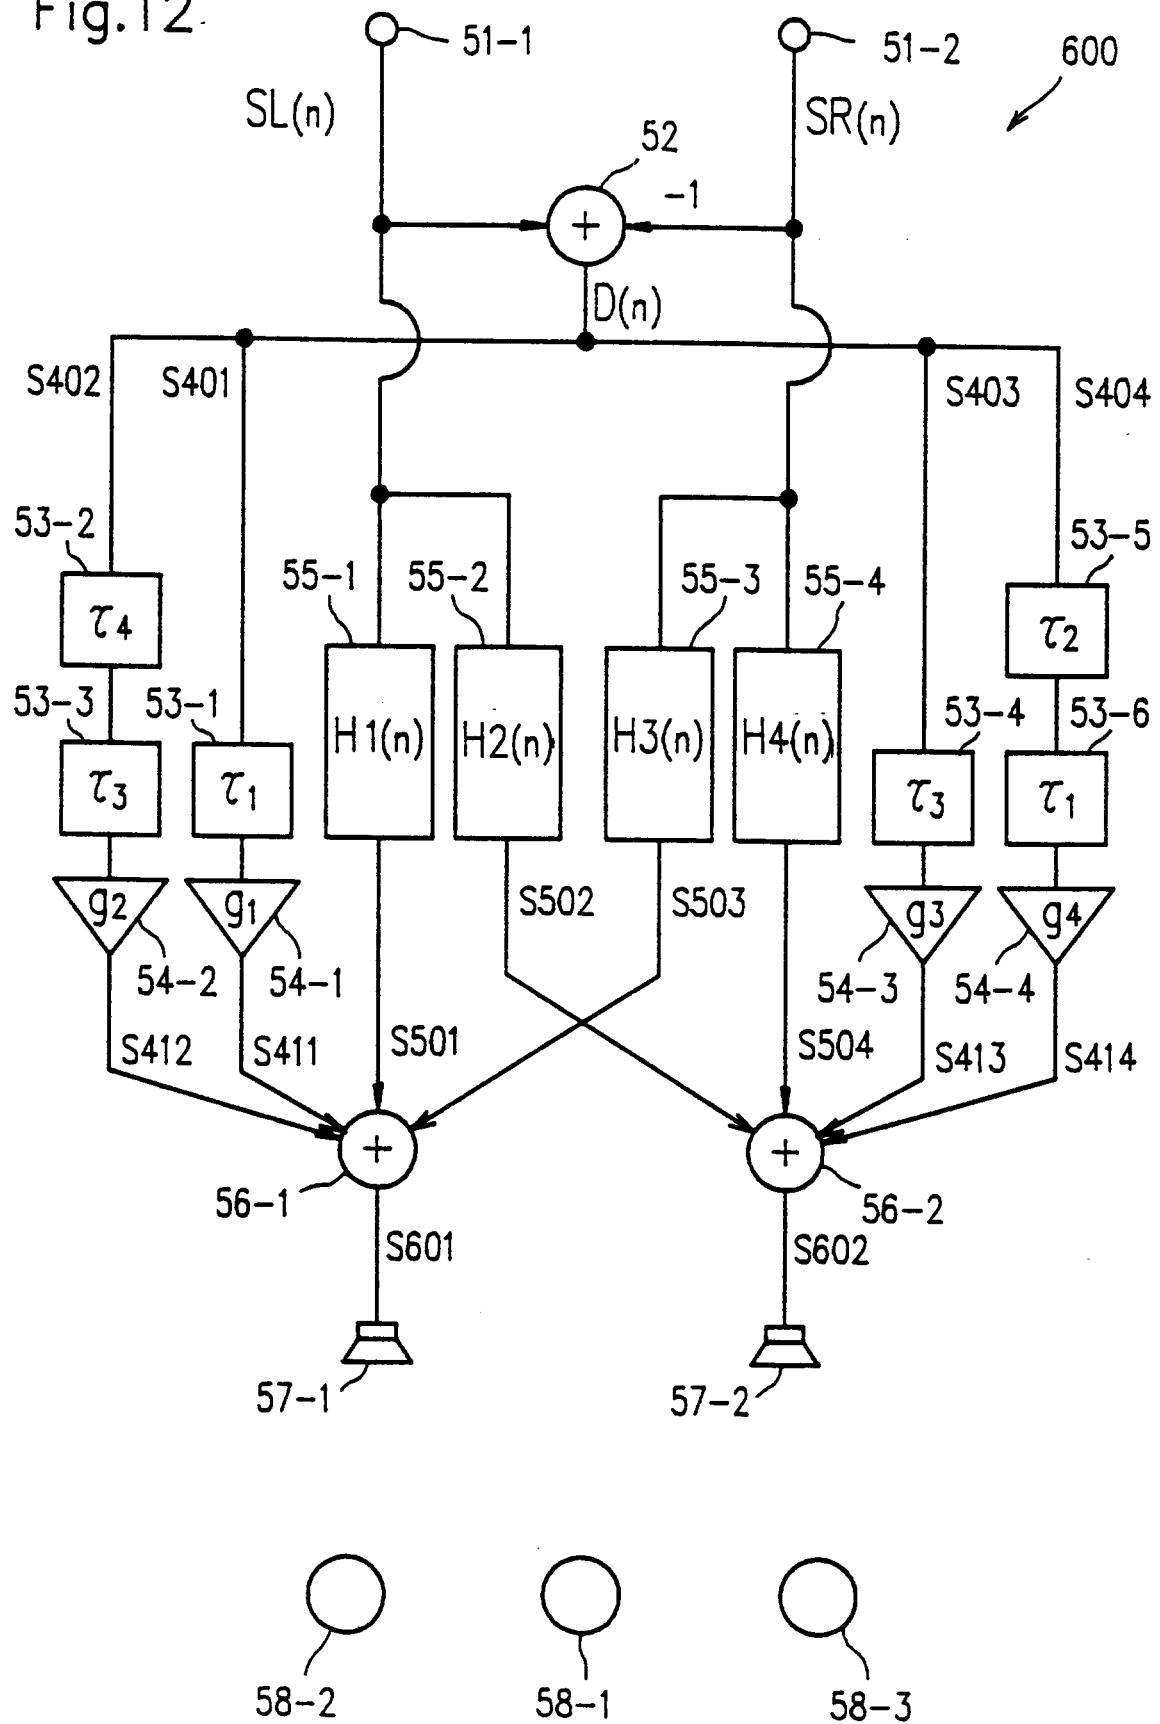 Fig.12
51-1
51-2
600
SL(n)
SR(n)
52
-1
+
D(n)
S402
S401
S403
S404
53-2
53-5
55-1
55-2
55-3
55-4
τ4
τ2
53-3
53-1
53-4
53-6
H1(n)
H2(n)
H3(n)
H4(n)
τ3
τ1
τ3
τ1
g2
g1
S502
S503
g3
g4
54-2
54-1
54-3
54-4
S412
S411
S501
S504
S413
S414
+
+
56-1
56-2
S601
S602
57-1
57-2
58-2
58-1
58-3